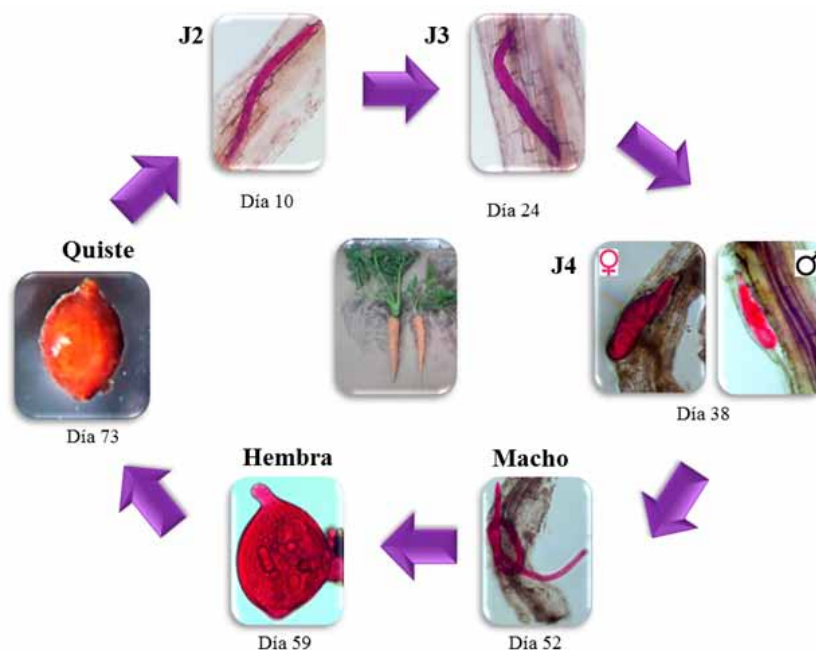 J2
J3
Día 10
Día 24
Quiste
J4
♀
♂
Día 73
Día 38
Hembra
Macho
Día 59
Día 52